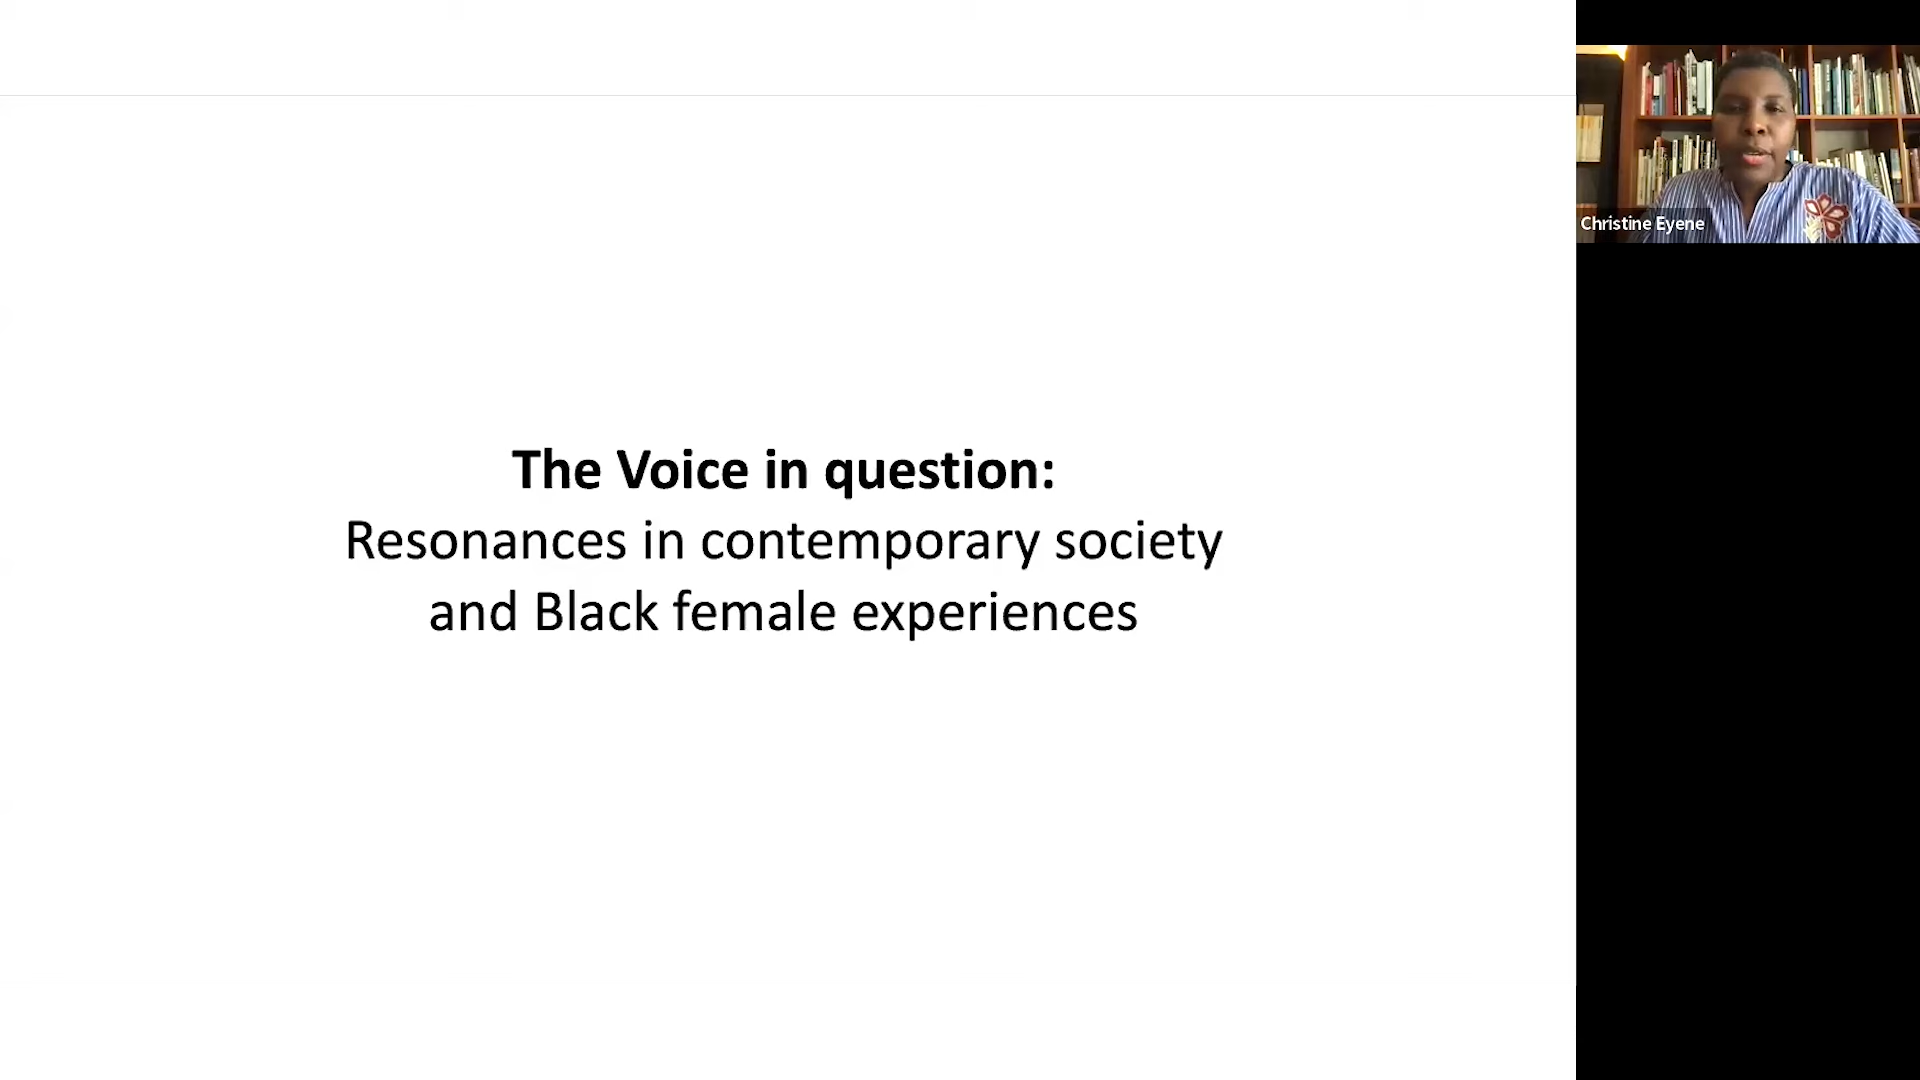 The Voice in question:
Resonances in contemporary society
and Black female experiences
Christine Eyene